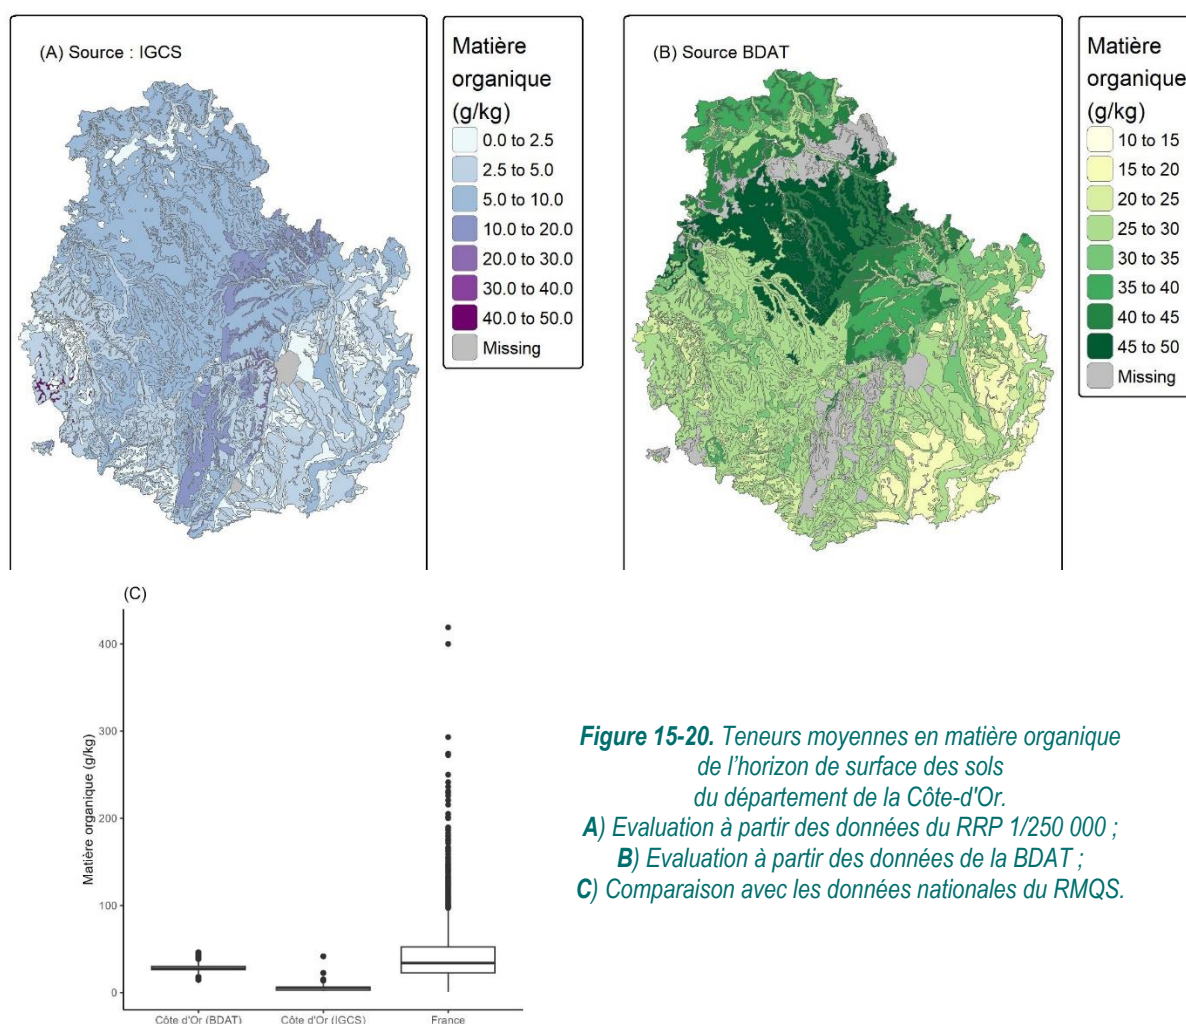 (A) Source : IGCS
Matière
organique
(g/kg)
0.0 to 2.5
2.5 to 5.0
5.0 to 10.0
10.0 to 20.0
20.0 to 30.0
30.0 to 40.0
40.0 to 50.0
Missing
(B) Source BDAT
Matière
organique
(g/kg)
10 to 15
15 to 20
20 to 25
25 to 30
30 to 35
35 to 40
40 to 45
45 to 50
Missing
(C)
Matière organique (g/kg)
400
300
200
100
0
Côte d'Or (BDAT)
Côte d'Or (IGCS)
France
Figure 15-20. Teneurs moyennes en matière organique
de l'horizon de surface des sols
du département de la Côte-d'Or.
A) Evaluation à partir des données du RRP 1/250 000 ;
B) Evaluation à partir des données de la BDAT ;
C) Comparaison avec les données nationales du RMQS.